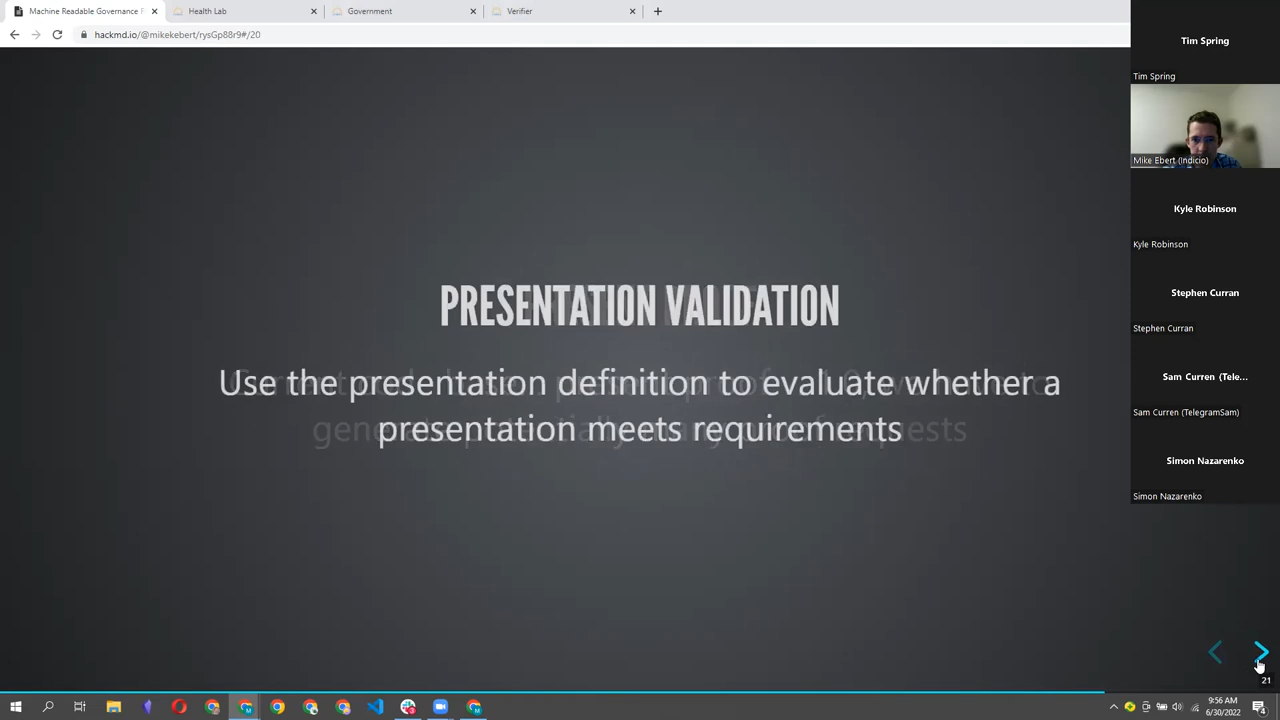 Machine Readable Governance
Health Lab
Government
Verifier
hackmd.io/@mikekebert/rysGp88r9#/20
Tim Spring
Tim Spring
Mike Ebert (Indicio)
Kyle Robinson
Kyle Robinson
Stephen Curran
Stephen Curran
Sam Curren (Tele...
Sam Curren (TelegramSam)
Simon Nazarenko
Simon Nazarenko
PRESENTATION VALIDATION
Use the presentation definition to evaluate whether a
presentation meets requirements
21
9:56 AM
6/30/2022
4